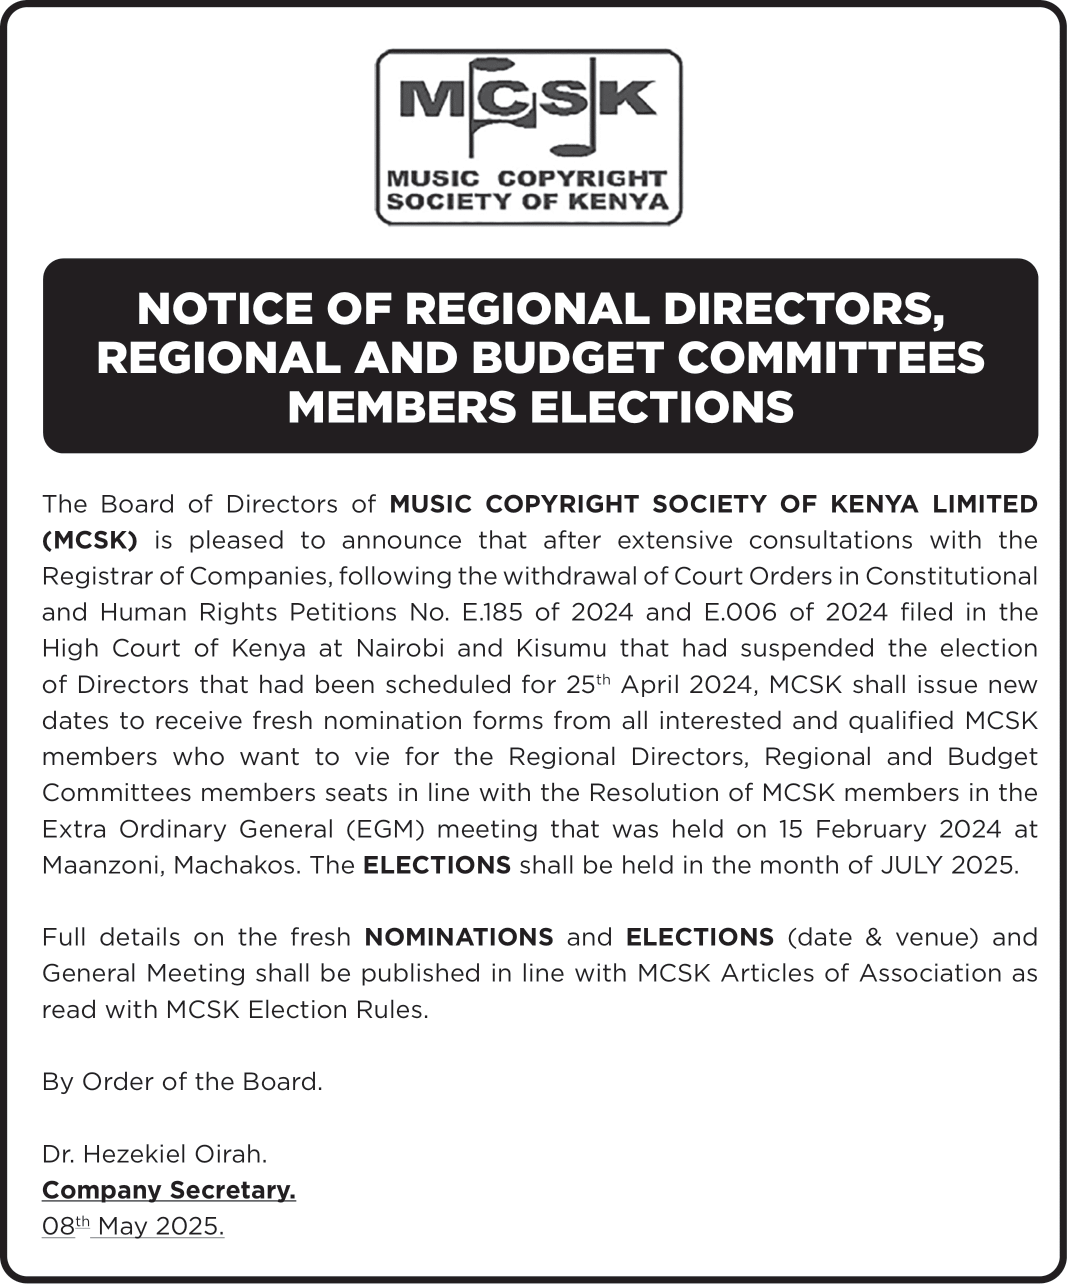 MCSK
MUSIC COPYRIGHT
SOCIETY OF KENYA
NOTICE OF REGIONAL DIRECTORS,
REGIONAL AND BUDGET COMMITTEES
MEMBERS ELECTIONS
The Board of Directors of MUSIC COPYRIGHT SOCIETY OF KENYA LIMITED
(MCSK) is pleased to announce that after extensive consultations with the
Registrar of Companies, following the withdrawal of Court Orders in Constitutional
and Human Rights Petitions No. E.185 of 2024 and E.006 of 2024 filed in the
High Court of Kenya at Nairobi and Kisumu that had suspended the election
of Directors that had been scheduled for 25th April 2024, MCSK shall issue new
dates to receive fresh nomination forms from all interested and qualified MCSK
members who want to vie for the Regional Directors, Regional and Budget
Committees members seats in line with the Resolution of MCSK members in the
Extra Ordinary General (EGM) meeting that was held on 15 February 2024 at
Maanzoni, Machakos. The ELECTIONS shall be held in the month of JULY 2025.
Full details on the fresh NOMINATIONS and ELECTIONS (date & venue) and
General Meeting shall be published in line with MCSK Articles of Association as
read with MCSK Election Rules.
By Order of the Board.
Dr. Hezekiel Oirah.
Company Secretary.
08th May 2025.